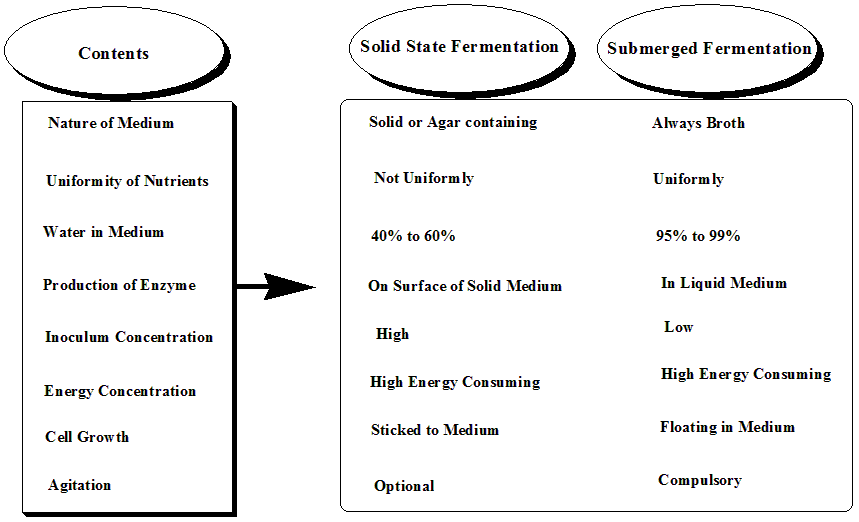 Contents
Solid State Fermentation
Submerged Fermentation
Nature of Medium
Solid or Agar containing
Always Broth
Uniformity of Nutrients
Not Uniformly
Uniformly
Water in Medium
40% to 60%
95% to 99%
Production of Enzyme
On Surface of Solid Medium
In Liquid Medium
Inoculum Concentration
High
Low
Energy Concentration
High Energy Consuming
High Energy Consuming
Cell Growth
Sticked to Medium
Floating in Medium
Agitation
Optional
Compulsory